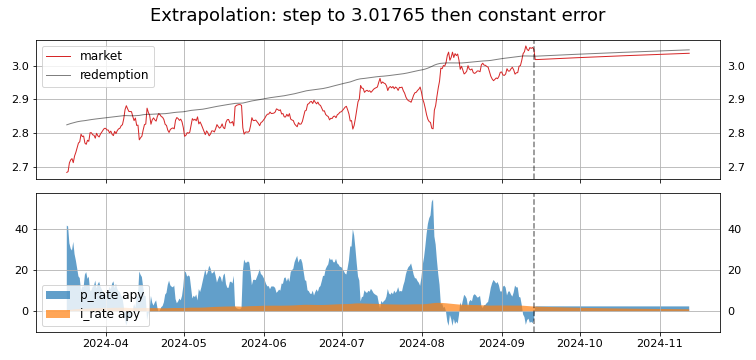 Extrapolation: step to 3.01765 then constant error
market
redemption
3.0 3.0
2.9 2.9
2.8 2.8
2.7 2.7
40 40
20 20
0 0
p_rate apy
i_rate apy
2024-04 2024-05 2024-06 2024-07 2024-08 2024-09 2024-10 2024-11